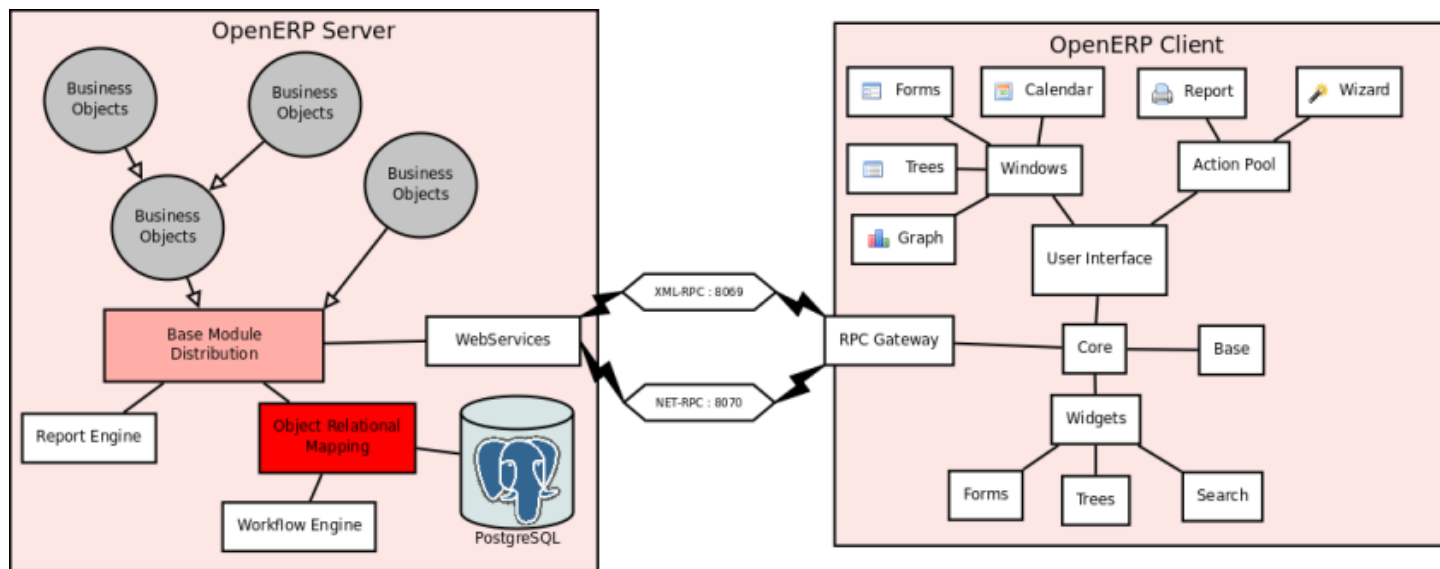 OpenERP Server
Business
Objects
Business
Objects
Business
Objects
Business
Objects
Base Module
Distribution
WebServices
Report Engine
Object Relational
Mapping
Workflow Engine
PostgreSQL
XML-RPC : 8069
NET-RPC : 8070
OpenERP Client
Forms
Calendar
Report
Wizard
Trees
Windows
Action Pool
Graph
User Interface
RPC Gateway
Core
Base
Widgets
Forms
Trees
Search